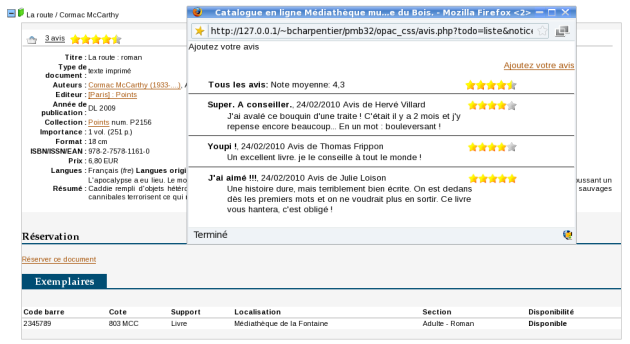 La route / Cormac McCarthy
3 avis
Titre : La route : roman
Type de document : texte imprimé
Auteurs : Cormac McCarthy (1933-....),
Editeur : [Paris] : Points
Année de publication : DL 2009
Collection : Points num. P2156
Importance : 1 vol. (251 p.)
Format : 18 cm
ISBN/ISSN/EAN : 978-2-7578-1161-0
Prix : 6,80 EUR
Langues : Français (fre) Langues origi
L'apocalypse a eu lieu. Le mo
Résumé : Caddie rempli d'objets hétéro
cannibales terrorisent ce qui
sauvages
Catalogue en ligne Médiathèque mu...e du Bois. - Mozilla Firefox <2>
http://127.0.0.1/~bcharpentier/pmb32/opac_css/avis.php?todo=liste&notice
Ajoutez votre avis
Ajoutez votre avis
Tous les avis: Note moyenne: 4,3
Super. A conseiller., 24/02/2010 Avis de Hervé Villard
J'ai avalé ce bouquin d'une traite ! C'était il y a 2 mois et j'y
repense encore beaucoup... En un mot : bouleversant !
Youpi !, 24/02/2010 Avis de Thomas Frippon
Un excellent livre. je le conseille à tout le monde !
J'ai aimé !!!, 24/02/2010 Avis de Julie Loison
Une histoire dure, mais terriblement bien écrite. On est dedans
dès les premiers mots et on ne voudrait plus en sortir. Ce livre
vous hantera, c'est obligé !
Terminé
Réservation
Réserver ce document
Exemplaires
Code barre Cote Support Localisation Section Disponibilité
2345789 803 MCC Livre Médiathèque de la Fontaine Adulte - Roman Disponible